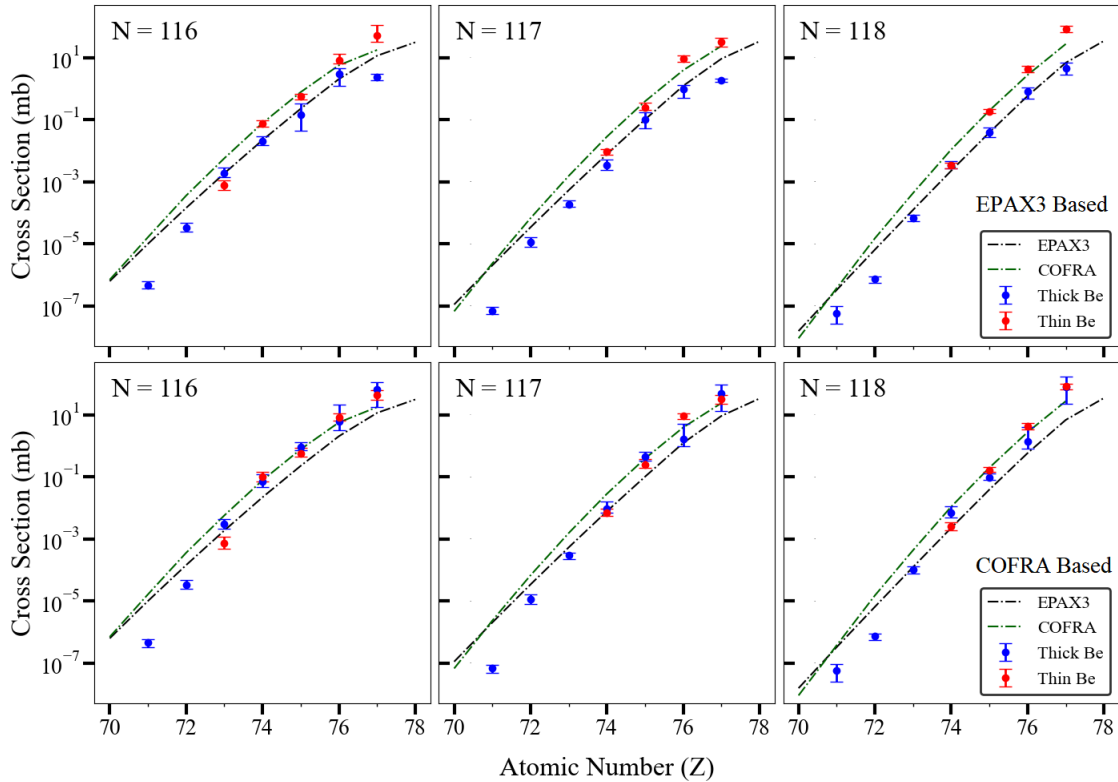 N = 116
N = 117
N = 118
Cross Section (mb)
10^1
10^-1
10^-3
10^-5
10^-7
EPAX3 Based
EPAX3
COFRA
Thick Be
Thin Be
N = 116
N = 117
N = 118
Cross Section (mb)
10^1
10^-1
10^-3
10^-5
10^-7
COFRA Based
EPAX3
COFRA
Thick Be
Thin Be
70 72 74 76 78
70 72 74 76 78
70 72 74 76 78
Atomic Number (Z)